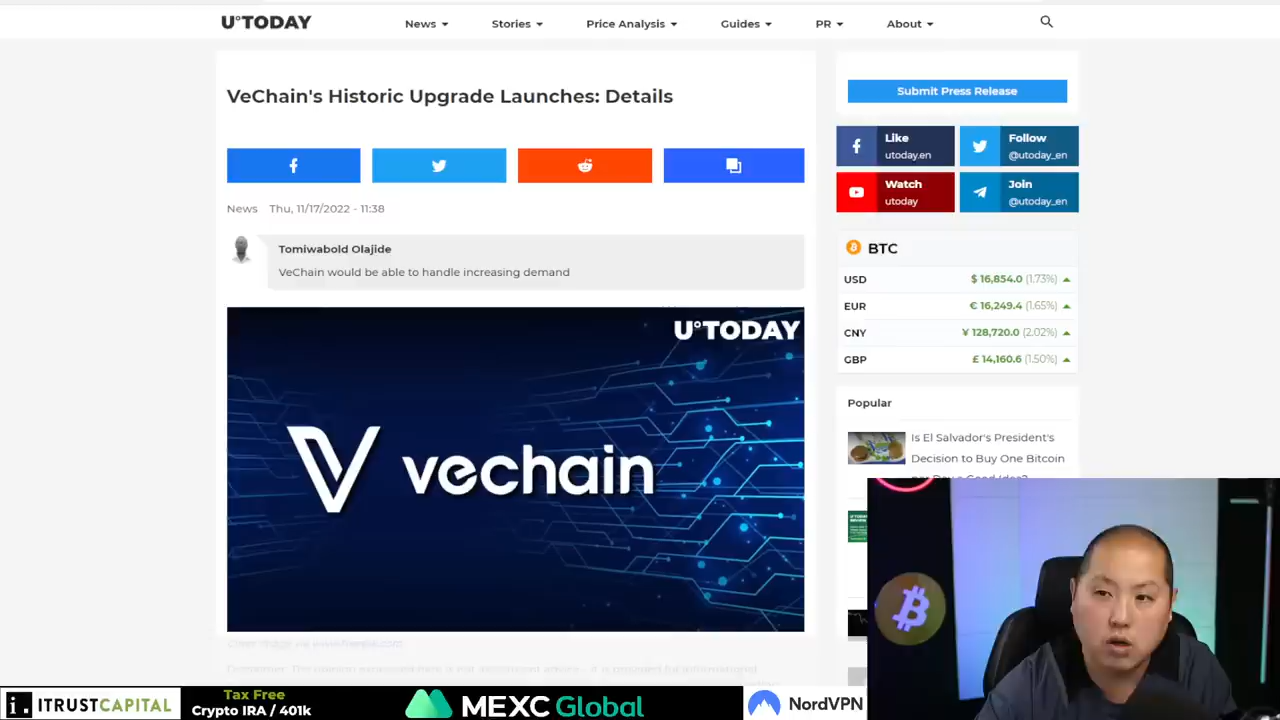 U°TODAY
News
Stories
Price Analysis
Guides
PR
About
VeChain's Historic Upgrade Launches: Details
News Thu, 11/17/2022 - 11:38
Tomiwabold Olajide
VeChain would be able to handle increasing demand
U°TODAY
vechain
Submit Press Release
Like
utoday.en
Follow
@utoday_en
Watch
utoday
Join
@utoday_en
BTC
USD $ 16,854.0 (1.73%)
EUR € 16,249.4 (1.65%)
CNY ¥ 128,720.0 (2.02%)
GBP £ 14,160.6 (1.50%)
Popular
Is El Salvador's President's
Decision to Buy One Bitcoin
ITRUSTCAPITAL
Tax Free
Crypto IRA / 401k
MEXC Global
NordVPN